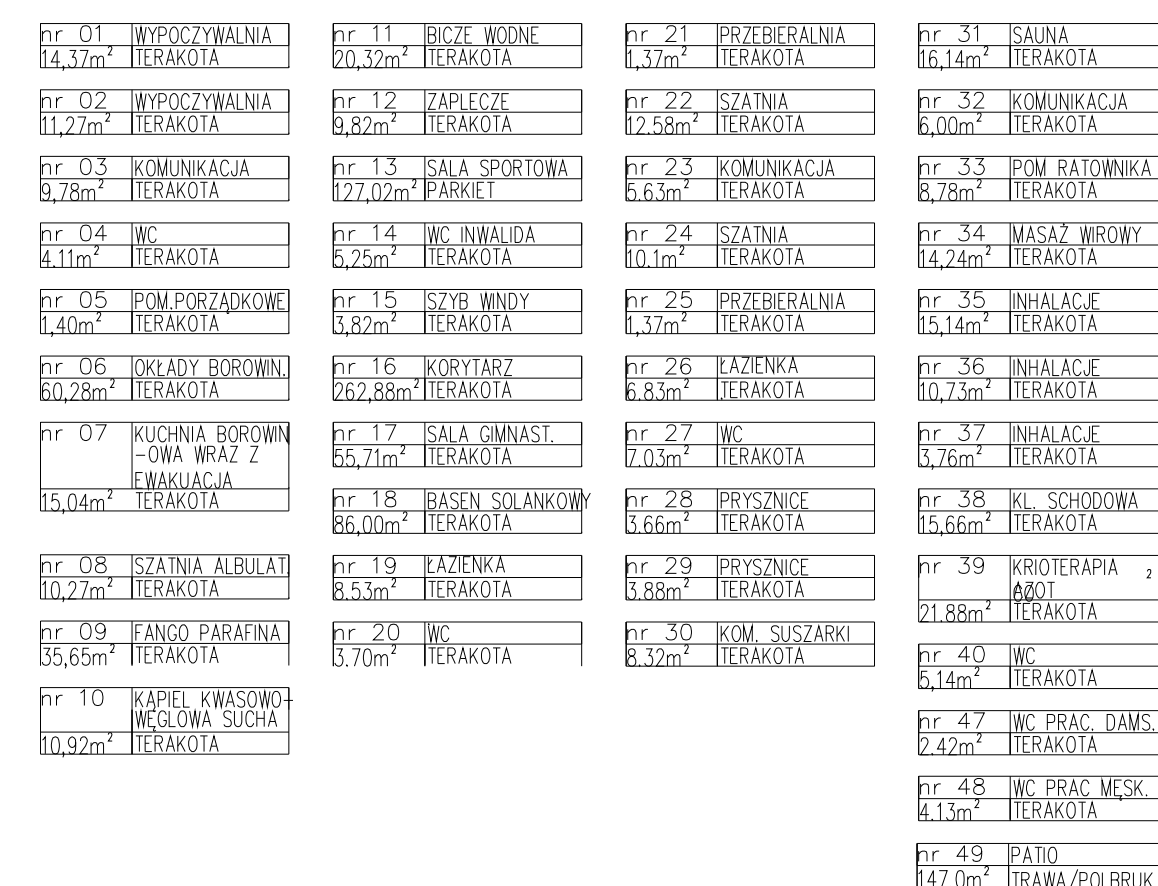 nr 01 WYPOCZYWALNIA
14,37m² TERAKOTA
nr 02 WYPOCZYWALNIA
11,27m² TERAKOTA
nr 03 KOMUNIKACJA
9,78m² TERAKOTA
nr 04 WC
4.11m² TERAKOTA
nr 05 POM.PORZĄDKOWE
1,40m² TERAKOTA
nr 06 OKŁADY BOROWIN.
60,28m² TERAKOTA
nr 07 KUCHNIA BOROWIN
-OWA WRAZ Z
EWAKUACJA
15,04m² TERAKOTA
nr 08 SZATNIA ALBULAT.
10,27m² TERAKOTA
nr 09 FANGO PARAFINA
35,65m² TERAKOTA
nr 10 KĄPIEL KWASOWO-
WĘGLOWA SUCHA
10,92m² TERAKOTA
nr 11 BICZE WODNE
20,32m² TERAKOTA
nr 12 ZAPLECZE
9,82m² TERAKOTA
nr 13 SALA SPORTOWA
127,02m² PARKIET
nr 14 WC INWALIDA
5,25m² TERAKOTA
nr 15 SZYB WINDY
3,82m² TERAKOTA
nr 16 KORYTARZ
262,88m² TERAKOTA
nr 17 SALA GIMNAST.
55,71m² TERAKOTA
nr 18 BASEN SOLANKOWY
86,00m² TERAKOTA
nr 19 ŁAZIENKA
8.53m² TERAKOTA
nr 20 WC
3.70m² TERAKOTA
nr 21 PRZEBIERALNIA
1,37m² TERAKOTA
nr 22 SZATNIA
12.58m² TERAKOTA
nr 23 KOMUNIKACJA
5.63m² TERAKOTA
nr 24 SZATNIA
10.1m² TERAKOTA
nr 25 PRZEBIERALNIA
1,37m² TERAKOTA
nr 26 ŁAZIENKA
6.83m² TERAKOTA
nr 27 WC
7.03m² TERAKOTA
nr 28 PRYSZNICE
3.66m² TERAKOTA
nr 29 PRYSZNICE
3.88m² TERAKOTA
nr 30 KOM. SUSZARKI
8.32m² TERAKOTA
nr 31 SAUNA
16,14m² TERAKOTA
nr 32 KOMUNIKACJA
6,00m² TERAKOTA
nr 33 POM RATOWNIKA
8,78m² TERAKOTA
nr 34 MASAŻ WIROWY
14,24m² TERAKOTA
nr 35 INHALACJE
15,14m² TERAKOTA
nr 36 INHALACJE
10,73m² TERAKOTA
nr 37 INHALACJE
3,76m² TERAKOTA
nr 38 KL. SCHODOWA
15,66m² TERAKOTA
nr 39 KRIOTERAPIA ²
AZOT
21.88m² TERAKOTA
nr 40 WC
5,14m² TERAKOTA
nr 47 WC PRAC. DAMS.
2.42m² TERAKOTA
nr 48 WC PRAC MĘSK.
4.13m² TERAKOTA
nr 49 PATIO
147.0m² TRAWA/POLBRUK